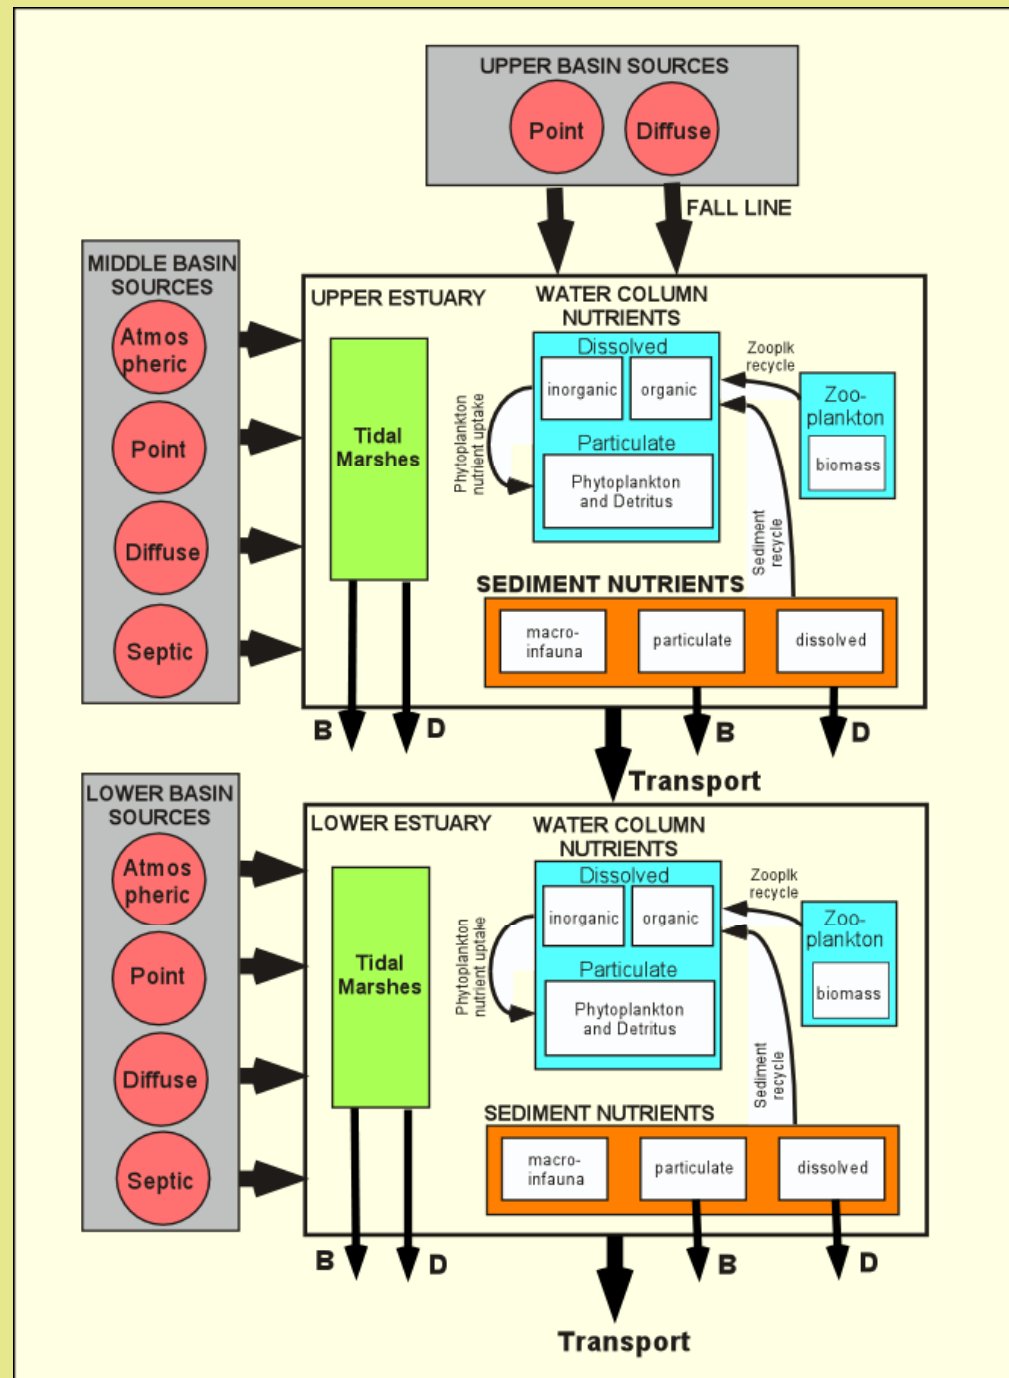 UPPER BASIN SOURCES
Point
Diffuse
FALL LINE
MIDDLE BASIN
SOURCES
Atmos
pheric
Point
Diffuse
Septic
UPPER ESTUARY
WATER COLUMN
NUTRIENTS
Tidal
Marshes
Dissolved
inorganic
organic
Particulate
Phytoplankton
and Detritus
Phytoplankton
nutrient uptake
Zooplk
recycle
Zoo-
plankton
biomass
Sediment
recycle
SEDIMENT NUTRIENTS
macro-
infauna
particulate
dissolved
B
D
B
D
Transport
LOWER BASIN
SOURCES
Atmos
pheric
Point
Diffuse
Septic
LOWER ESTUARY
WATER COLUMN
NUTRIENTS
Tidal
Marshes
Dissolved
inorganic
organic
Particulate
Phytoplankton
and Detritus
Phytoplankton
nutrient uptake
Zooplk
recycle
Zoo-
plankton
biomass
Sediment
recycle
SEDIMENT NUTRIENTS
macro-
infauna
particulate
dissolved
B
D
B
D
Transport